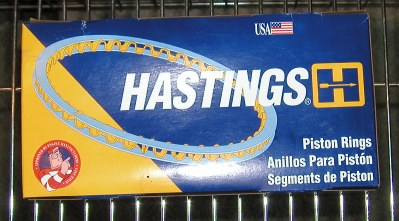 USA
HASTINGS®
H
Piston Rings
Anillos Para Pistón
Segments de Piston